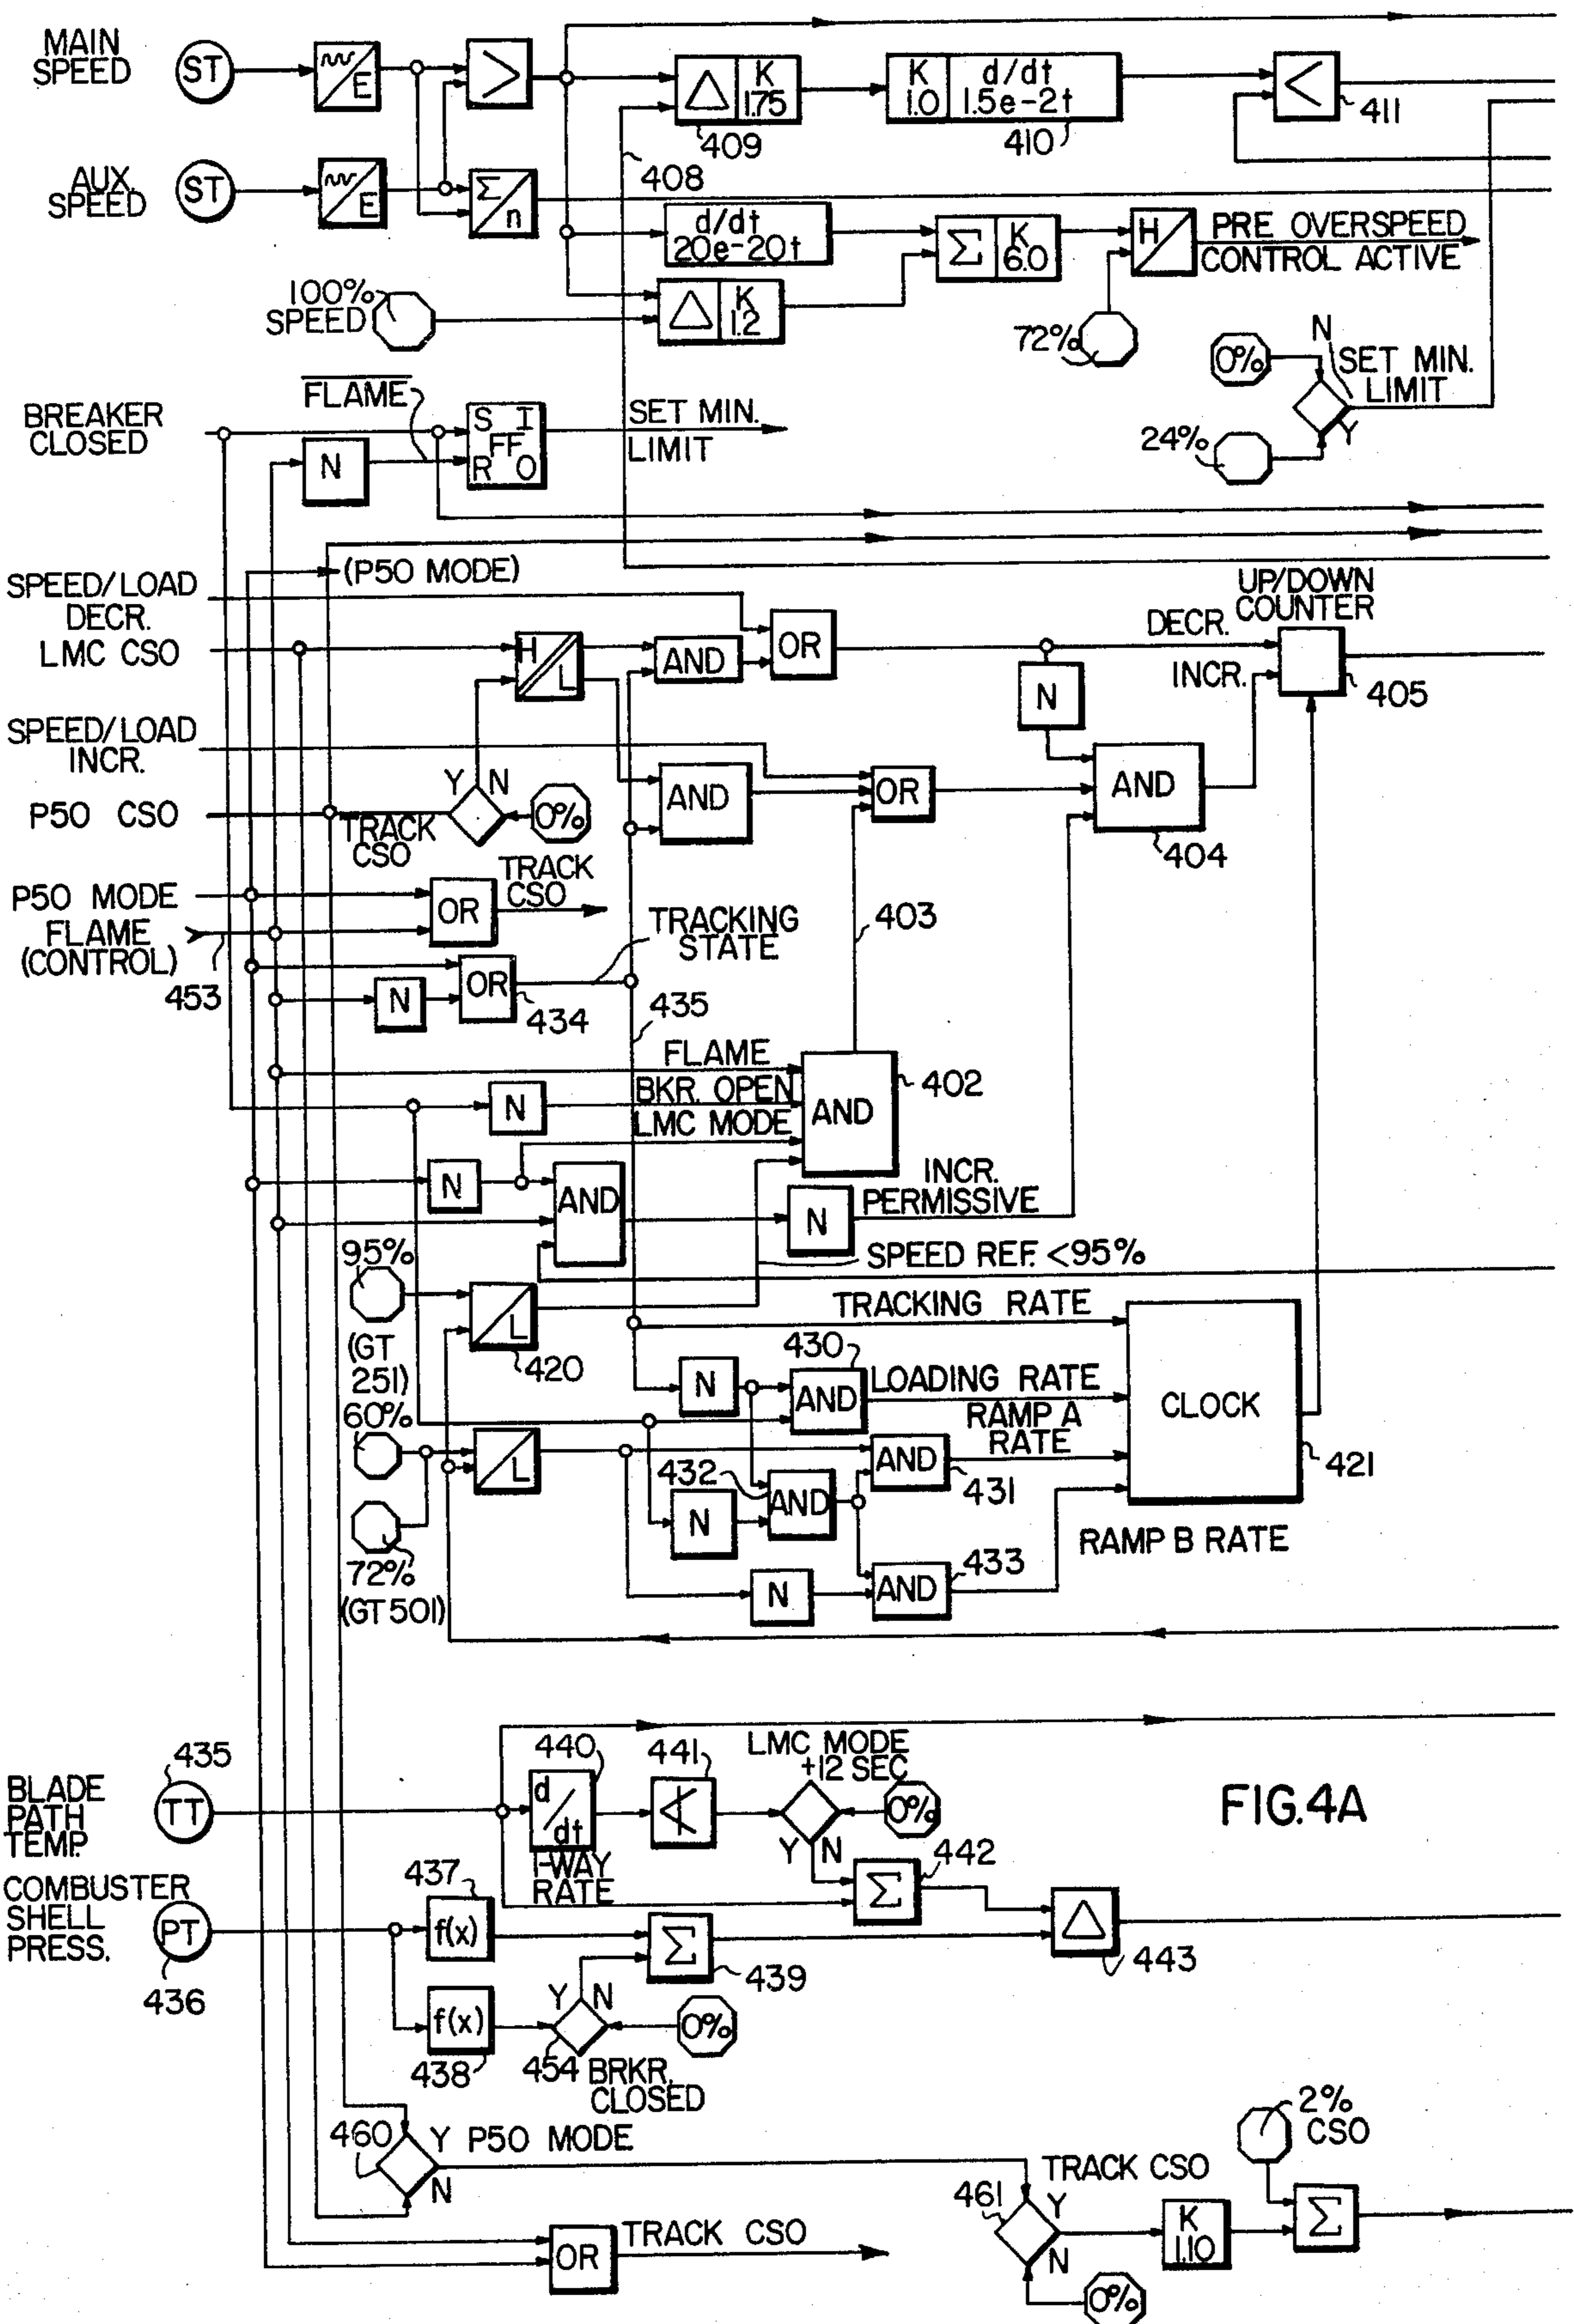 MAIN
SPEED
ST
E
>
K
1.75
409
K
1.0
d/dt
1.5e-2t
410
<
411
AUX.
SPEED
ST
E
Σ
n
408
d/dt
20e-20t
Σ
K
6.0
H
PRE OVERSPEED
CONTROL ACTIVE
100%
SPEED
△
K
1.2
72%
0%
N
SET MIN.
LIMIT
24%
Y
BREAKER
CLOSED
FLAME
N
S I
FF
R O
SET MIN.
LIMIT
(P50 MODE)
SPEED/LOAD
DECR.
LMC CSO
H
L
AND
OR
DECR.
UP/DOWN
COUNTER
INCR.
405
N
SPEED/LOAD
INCR.
P50 CSO
Y N
0%
TRACK
CSO
AND
OR
AND
404
P50 MODE
FLAME
(CONTROL)
453
OR
TRACK
CSO
TRACKING
STATE
403
N
OR
434
435
FLAME
BKR. OPEN
LMC MODE
AND
402
N
N
AND
N
INCR.
PERMISSIVE
SPEED REF. <95%
95%
(GT
251)
L
420
TRACKING RATE
430
N
AND
LOADING RATE
RAMP A
RATE
CLOCK
421
60%
L
72%
(GT 501)
432
AND
N
AND
431
RAMP B RATE
N
AND
433
BLADE
PATH
TEMP.
435
TT
440
d
/dt
1-WAY
RATE
441
LMC MODE
+12 SEC
0%
Y N
Σ
442
FIG.4A
COMBUSTER
SHELL
PRESS.
PT
436
437
f(x)
Σ
439
△
443
f(x)
438
Y N
454
0%
BRKR.
CLOSED
460
Y P50 MODE
N
TRACK CSO
461
Y
N
0%
K
1.10
2%
CSO
Σ
OR
TRACK CSO